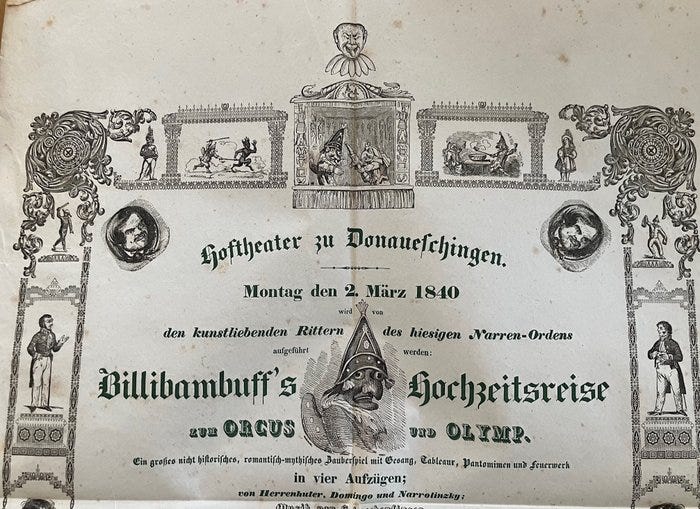 Hoftheater zu Donaueschingen.
Montag den 2. März 1840
wird von
den kunstliebenden Rittern des hiesigen Narren-Ordens
aufgeführt werden:
Billibambuff's Hochzeitsreise
ZUM ORCUS UND OLYMP.
Ein großes nicht historisches, romantisch-mythisches Zauberspiel mit Gesang, Tableaux, Pantomimen und Feuerwerk
in vier Aufzügen;
von Herrenhuter, Domingo und Narrolinzky;